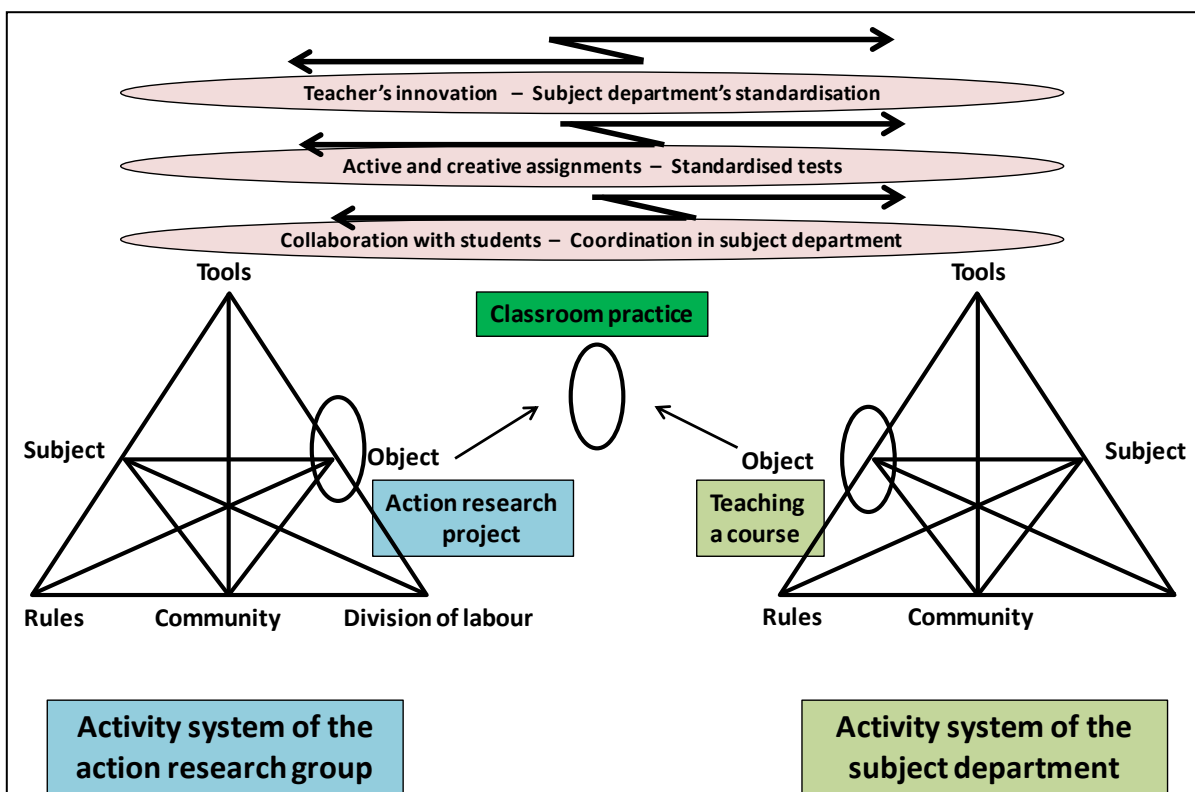 Teacher's innovation – Subject department's standardisation
Active and creative assignments – Standardised tests
Collaboration with students – Coordination in subject department
Tools
Tools
Classroom practice
Subject
Object
Object
Subject
Action research
project
Teaching
a course
Rules
Community
Division of labour
Rules
Community
Activity system of the
action research group
Activity system of the
subject department